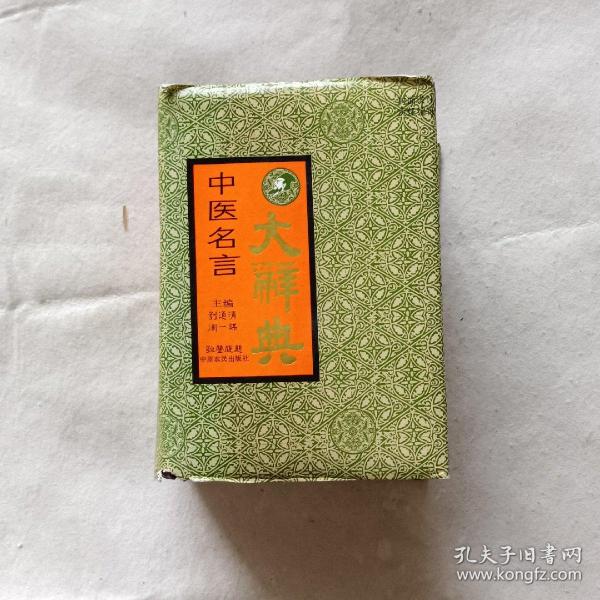 中医名言
大辞典
主编
刘道清
周一谋
中原农民出版社
孔夫子旧书网
www.kongfz.com